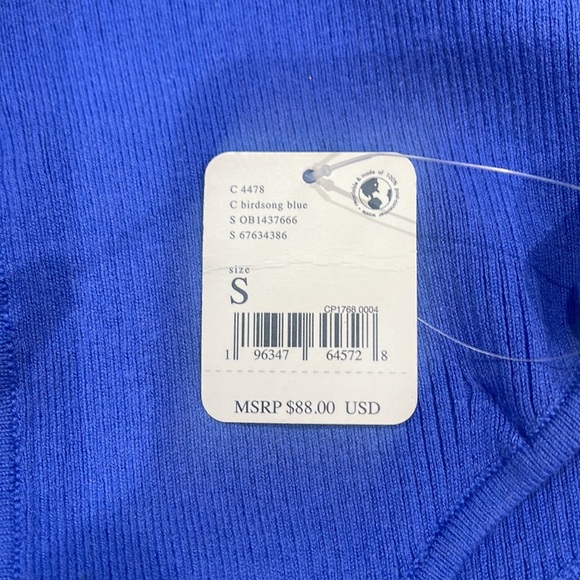 C 4478
C birdsong blue
S OB1437666
S 67634386
size
S
CP1768 0004
1 96347 64572 8
MSRP $88.00 USD